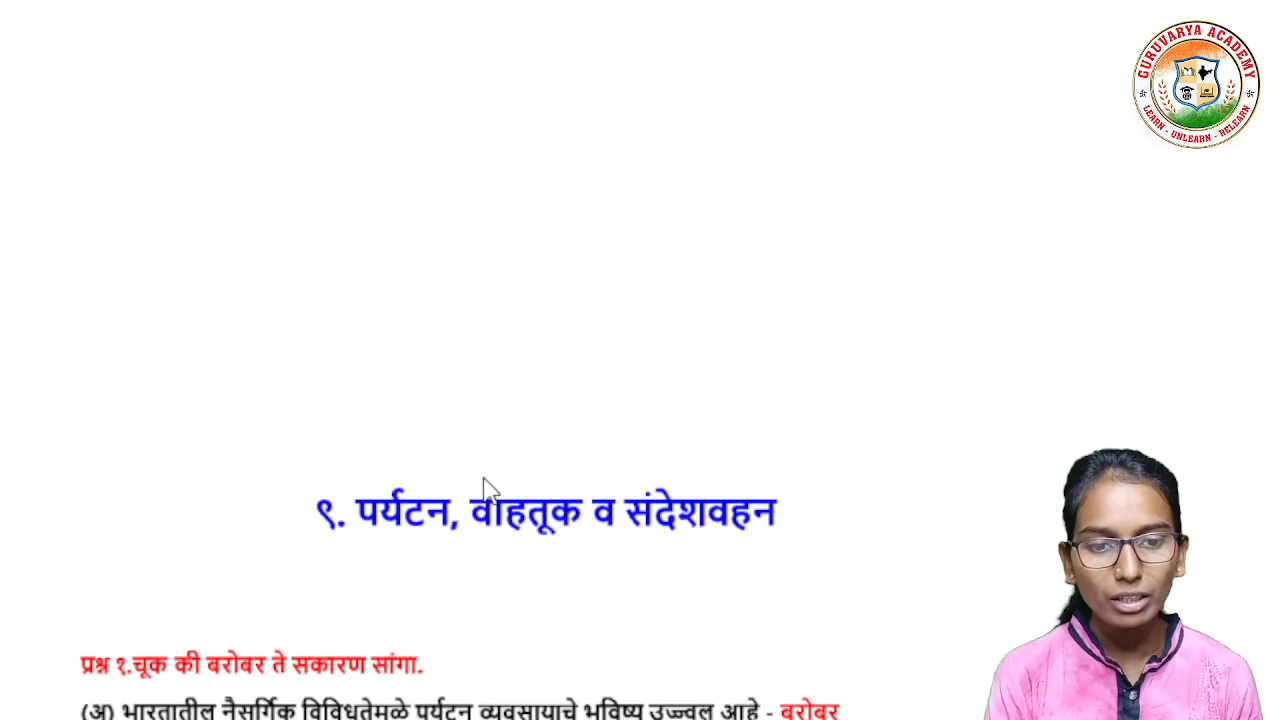 GURUVARYA ACADEMY
LEARN - UNLEARN - RELEARN
९. पर्यटन, वाहतूक व संदेशवहन
प्रश्न १.चूक की बरोबर ते सकारण सांगा.
(अ) भारतातील नैसर्गिक विविधतेमुळे पर्यटन व्यवसायाचे भविष्य उज्ज्वल आहे - बरोबर